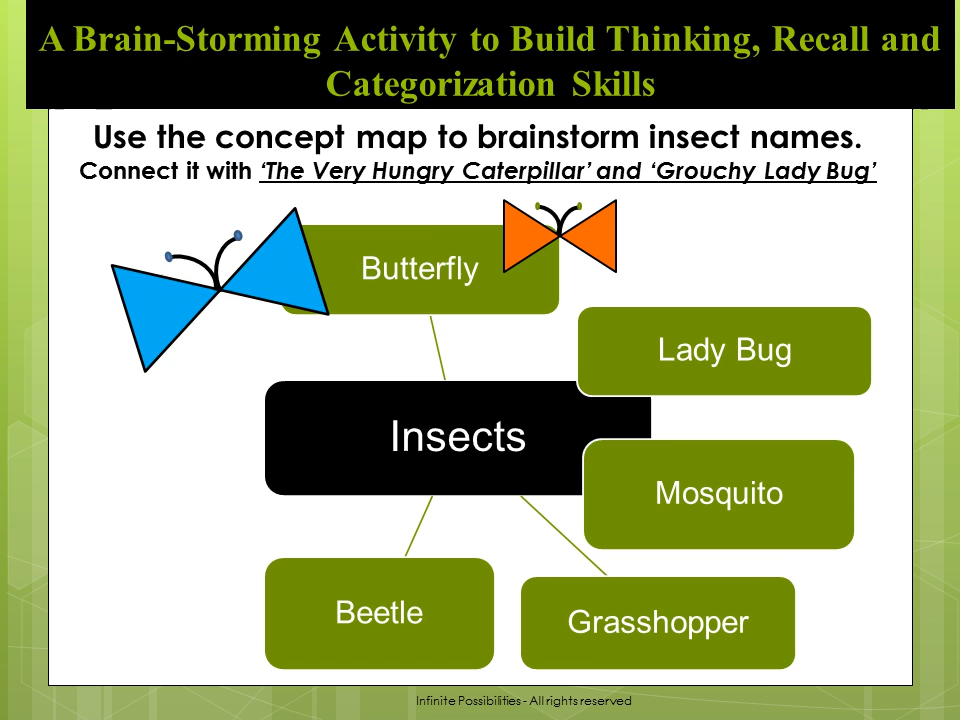 A Brain-Storming Activity to Build Thinking, Recall and
Categorization Skills
Use the concept map to brainstorm insect names.
Connect it with ‘The Very Hungry Caterpillar’ and ‘Grouchy Lady Bug’
Butterfly
Lady Bug
Insects
Mosquito
Beetle
Grasshopper
Infinite Possibilities - All rights reserved